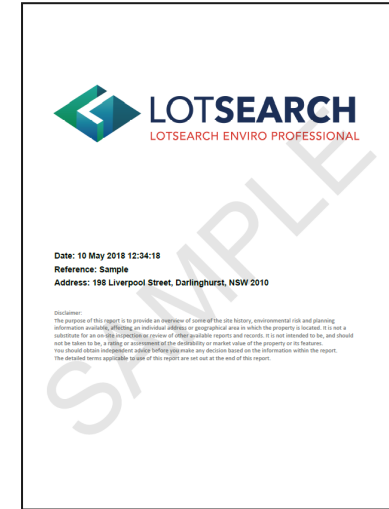 LOTSEARCH
LOTSEARCH ENVIRO PROFESSIONAL
SAMPLE
Date: 10 May 2018 12:34:18
Reference: Sample
Address: 198 Liverpool Street, Darlinghurst, NSW 2010
Disclaimer:
The purpose of this report is to provide an overview of some of the site history, environmental risk and planning
information available, affecting an individual address or geographical area in which the property is located. It is not a
substitute for an on-site inspection or review of other available reports and records. It is not intended to be, and should
not be taken to be, a rating or assessment of the desirability or market value of the property or its features.
You should obtain independent advice before you make any decision based on the information within the report.
The detailed terms applicable to use of this report are set out at the end of this report.